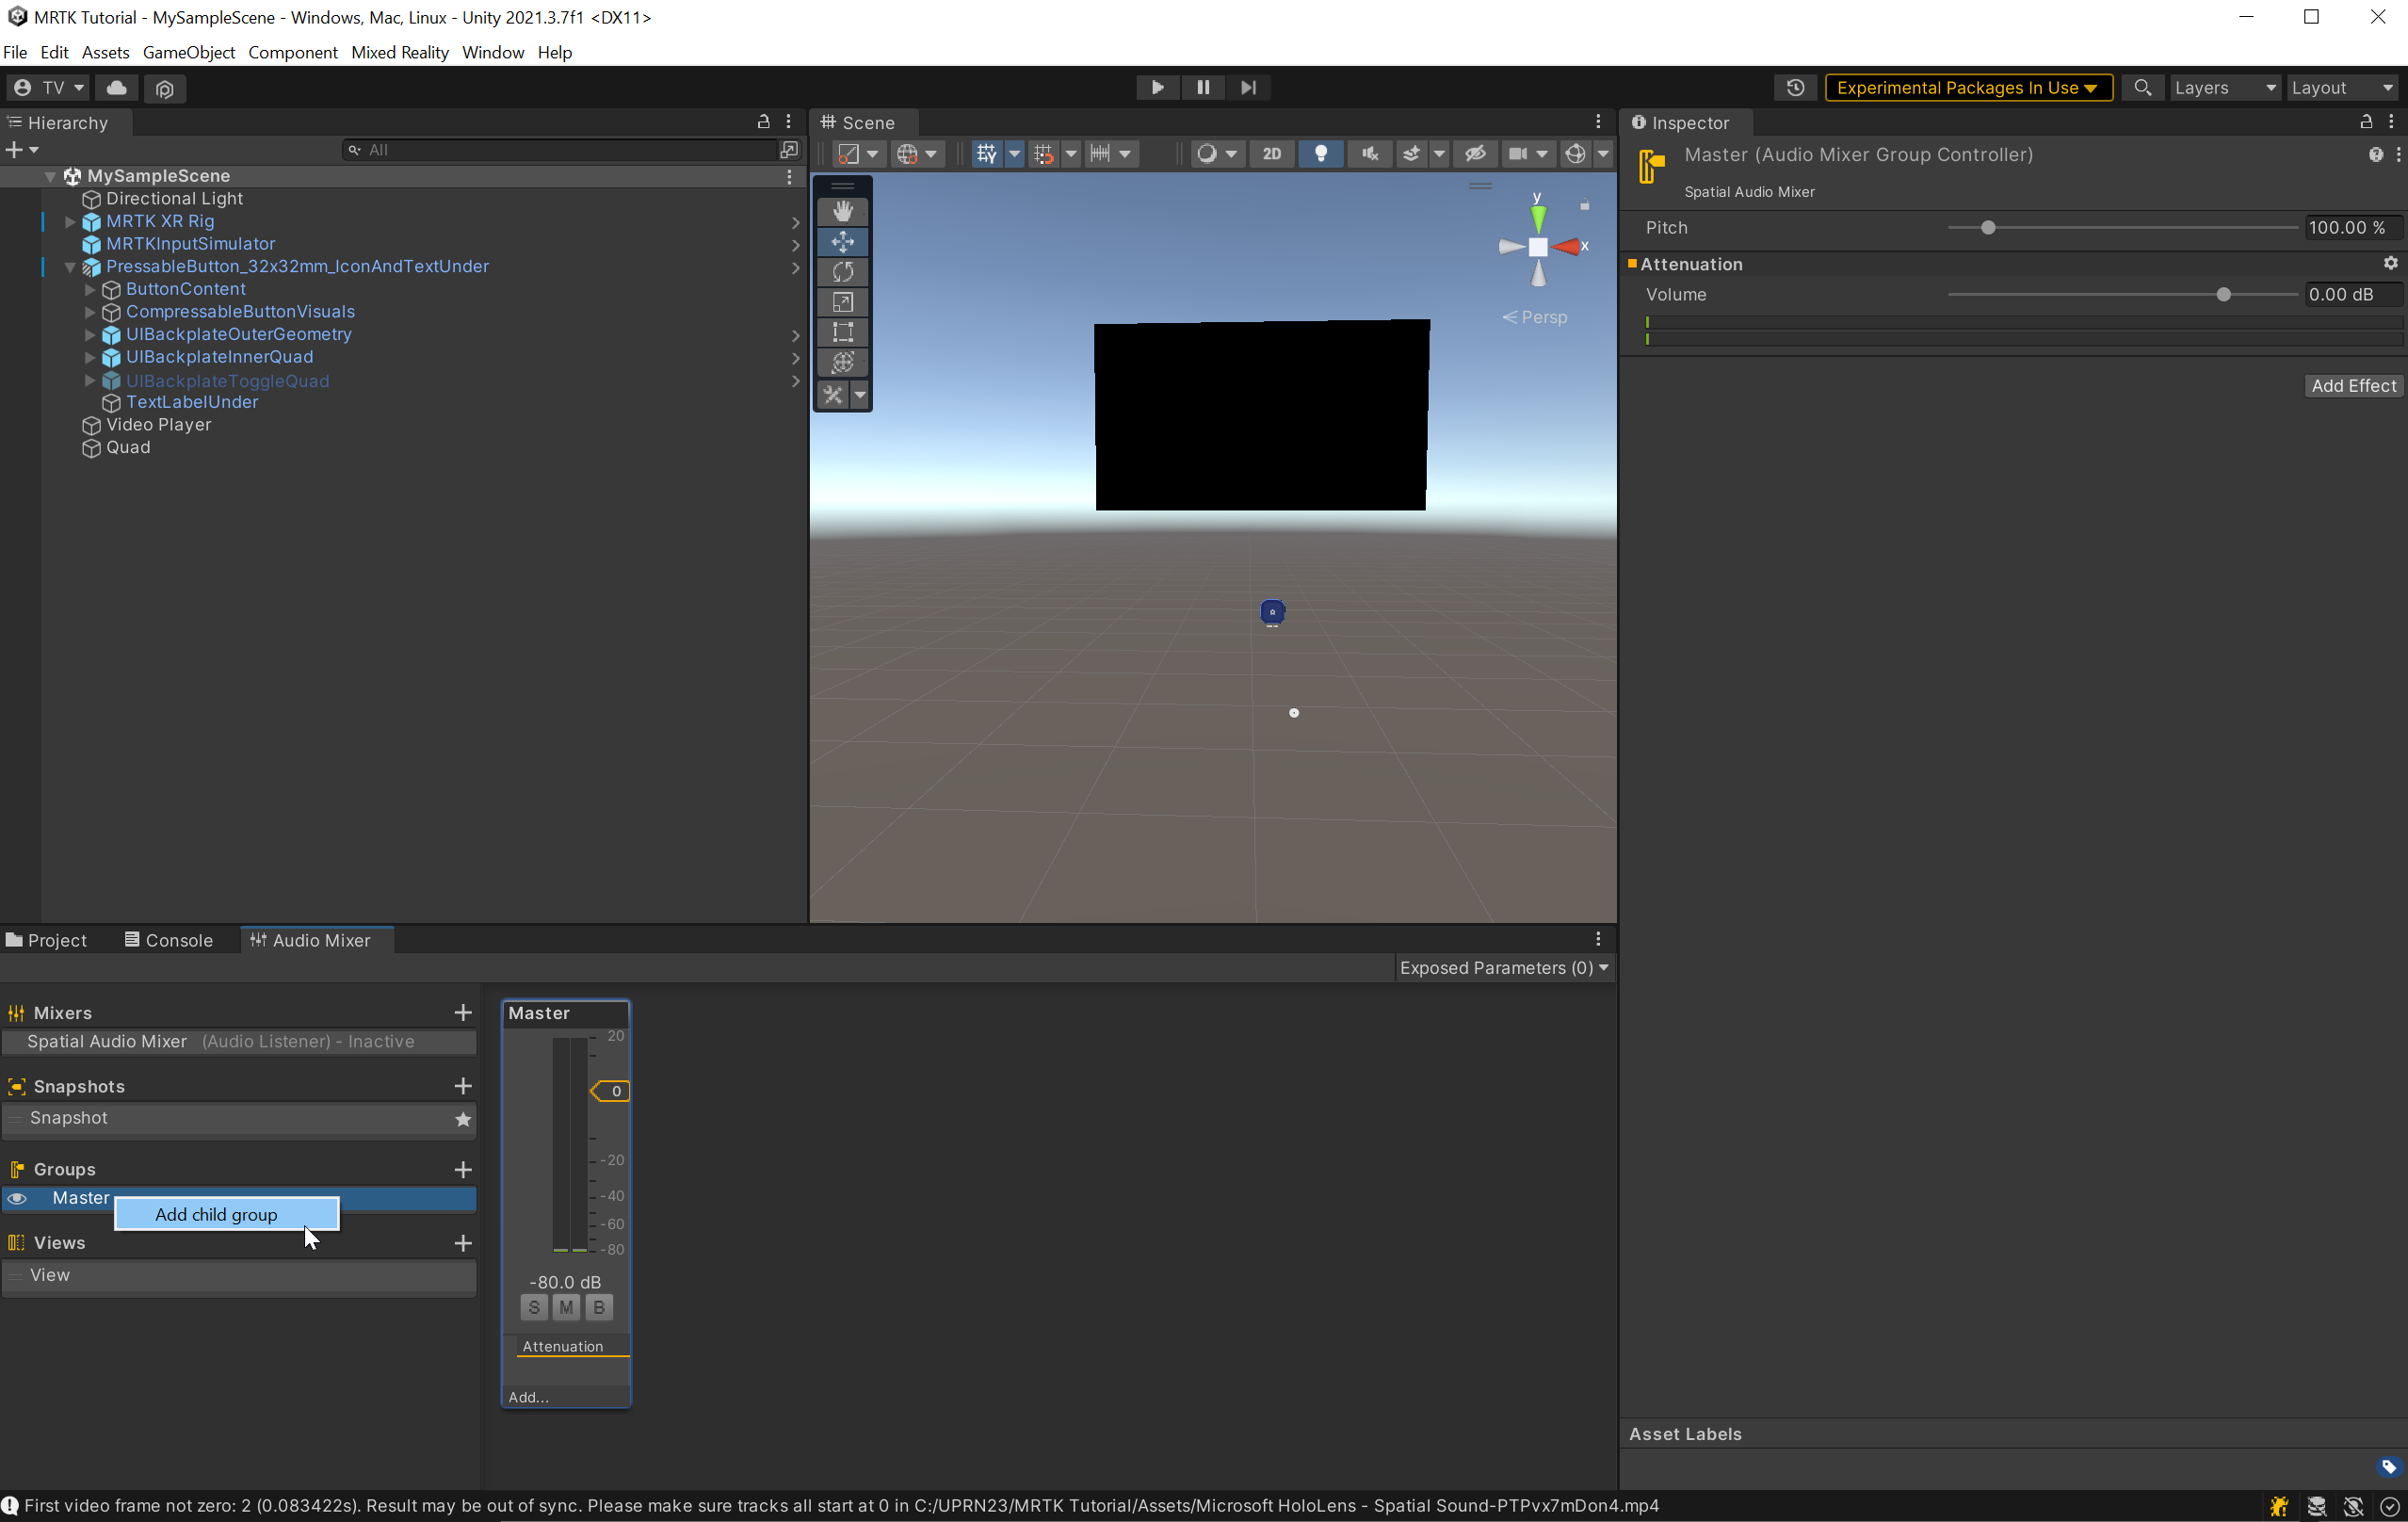 MRTK Tutorial - MySampleScene - Windows, Mac, Linux - Unity 2021.3.7f1 <DX11>
File Edit Assets GameObject Component Mixed Reality Window Help
TV
Experimental Packages In Use
Layers
Layout
Hierarchy
All
MySampleScene
Directional Light
MRTK XR Rig
MRTKInputSimulator
PressableButton_32x32mm_IconAndTextUnder
ButtonContent
CompressableButtonVisuals
UIBackplateOuterGeometry
UIBackplateInnerQuad
UIBackplateToggleQuad
TextLabelUnder
Video Player
Quad
Scene
2D
y
x
Persp
Inspector
Master (Audio Mixer Group Controller)
Spatial Audio Mixer
Pitch
100.00 %
Attenuation
Volume
0.00 dB
Add Effect
Project
Console
Audio Mixer
Exposed Parameters (0)
Mixers
Spatial Audio Mixer (Audio Listener) - Inactive
Snapshots
Snapshot
Groups
Master
Add child group
Views
View
Master
20
0
-20
-40
-60
-80
-80.0 dB
S M B
Attenuation
Add...
Asset Labels
First video frame not zero: 2 (0.083422s). Result may be out of sync. Please make sure tracks all start at 0 in C:/UPRN23/MRTK Tutorial/Assets/Microsoft HoloLens - Spatial Sound-PTPvx7mDon4.mp4